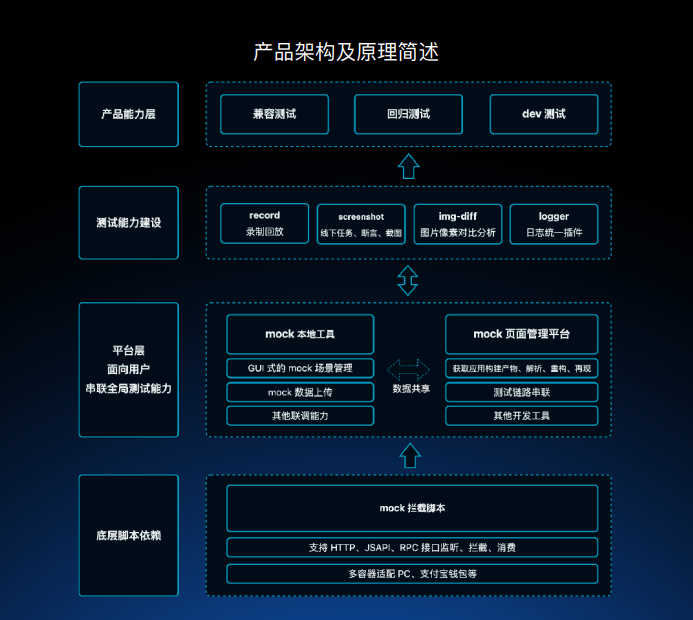 产品架构及原理简述
产品能力层
兼容测试
回归测试
dev 测试
测试能力建设
record
录制回放
screenshot
线下任务、断言、截图
img-diff
图片像素对比分析
logger
日志统一插件
平台层
面向用户
串联全局测试能力
mock 本地工具
GUI 式的 mock 场景管理
mock 数据上传
其他联调能力
数据共享
mock 页面管理平台
获取应用构建产物、解析、重构、再现
测试链路串联
其他开发工具
底层脚本依赖
mock 拦截脚本
支持 HTTP、JSAPI、RPC 接口监听、拦截、消费
多容器适配 PC、支付宝钱包等